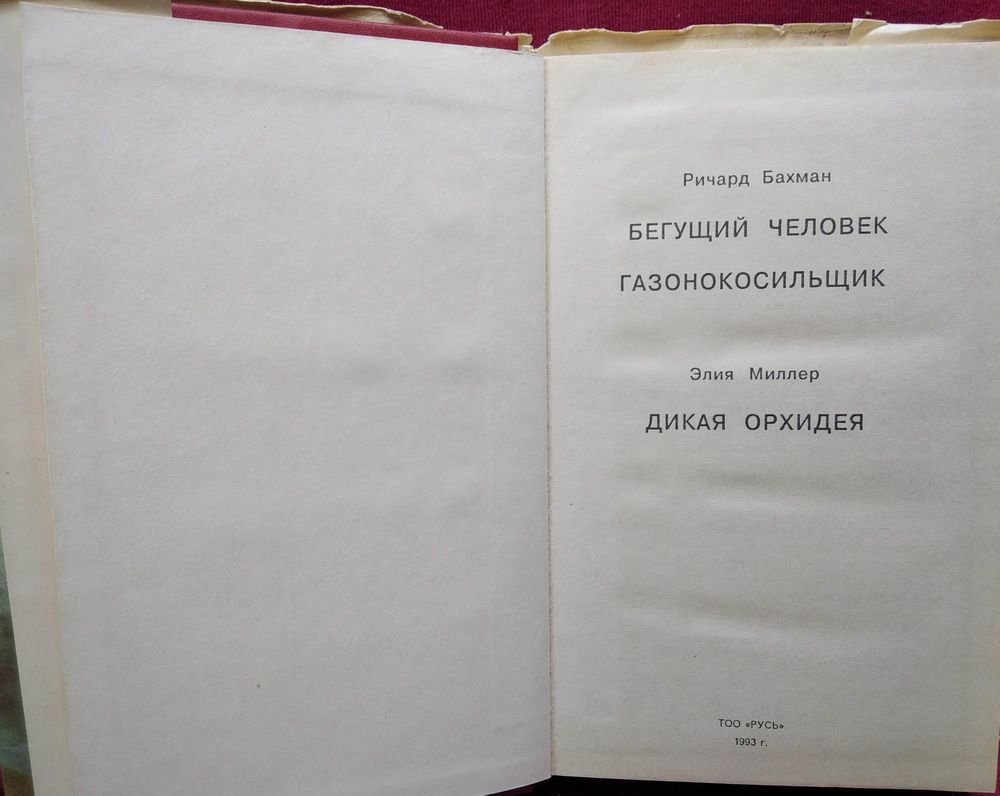 Ричард Бахман
БЕГУЩИЙ ЧЕЛОВЕК
ГАЗОНОКОСИЛЬЩИК
Элия Миллер
ДИКАЯ ОРХИДЕЯ
ТОО «РУСЬ»
1993 г.